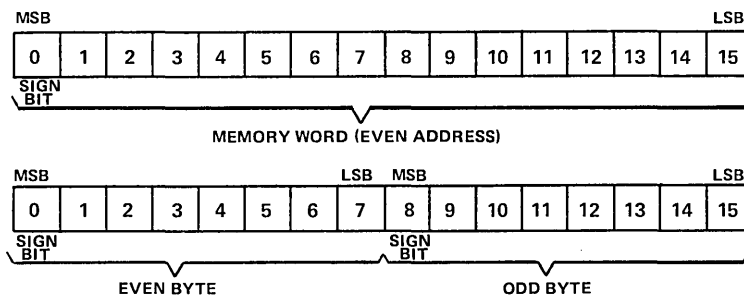 MSB LSB
0 1 2 3 4 5 6 7 8 9 10 11 12 13 14 15
SIGN
BIT
MEMORY WORD (EVEN ADDRESS)
MSB LSB MSB LSB
0 1 2 3 4 5 6 7 8 9 10 11 12 13 14 15
SIGN SIGN
BIT BIT
EVEN BYTE ODD BYTE